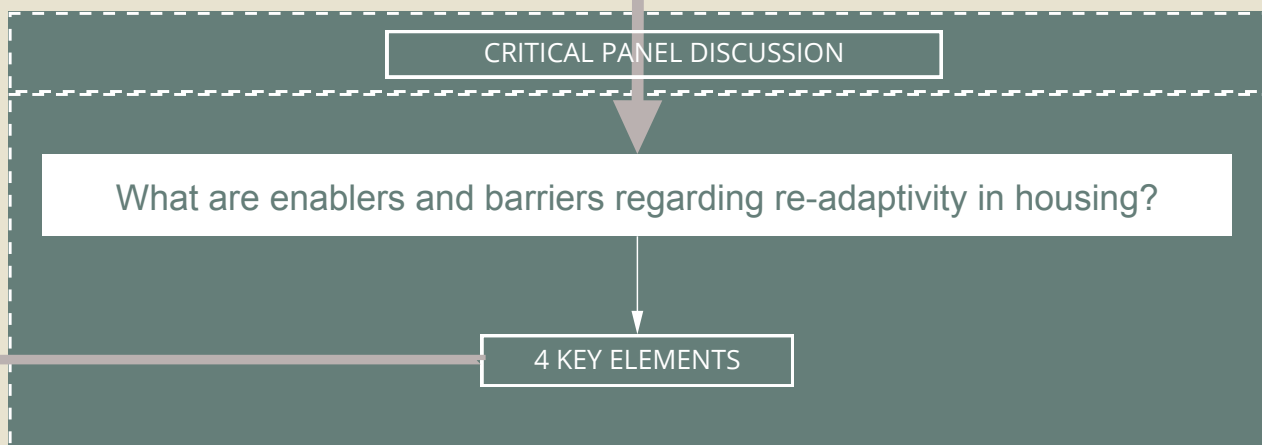 CRITICAL PANEL DISCUSSION
What are enablers and barriers regarding re-adaptivity in housing?
4 KEY ELEMENTS